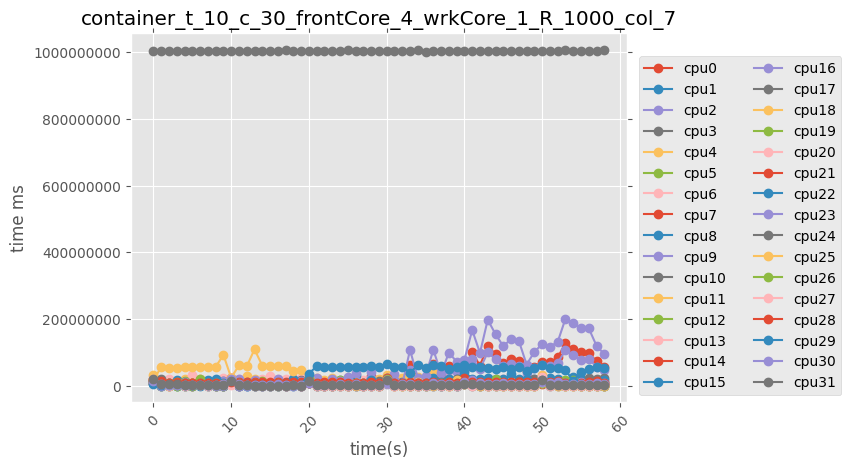 container_t_10_c_30_frontCore_4_wrkCore_1_R_1000_col_7
time ms
1000000000
800000000
600000000
400000000
200000000
0
0 10 20 30 40 50 60
time(s)
cpu0 cpu16
cpu1 cpu17
cpu2 cpu18
cpu3 cpu19
cpu4 cpu20
cpu5 cpu21
cpu6 cpu22
cpu7 cpu23
cpu8 cpu24
cpu9 cpu25
cpu10 cpu26
cpu11 cpu27
cpu12 cpu28
cpu13 cpu29
cpu14 cpu30
cpu15 cpu31